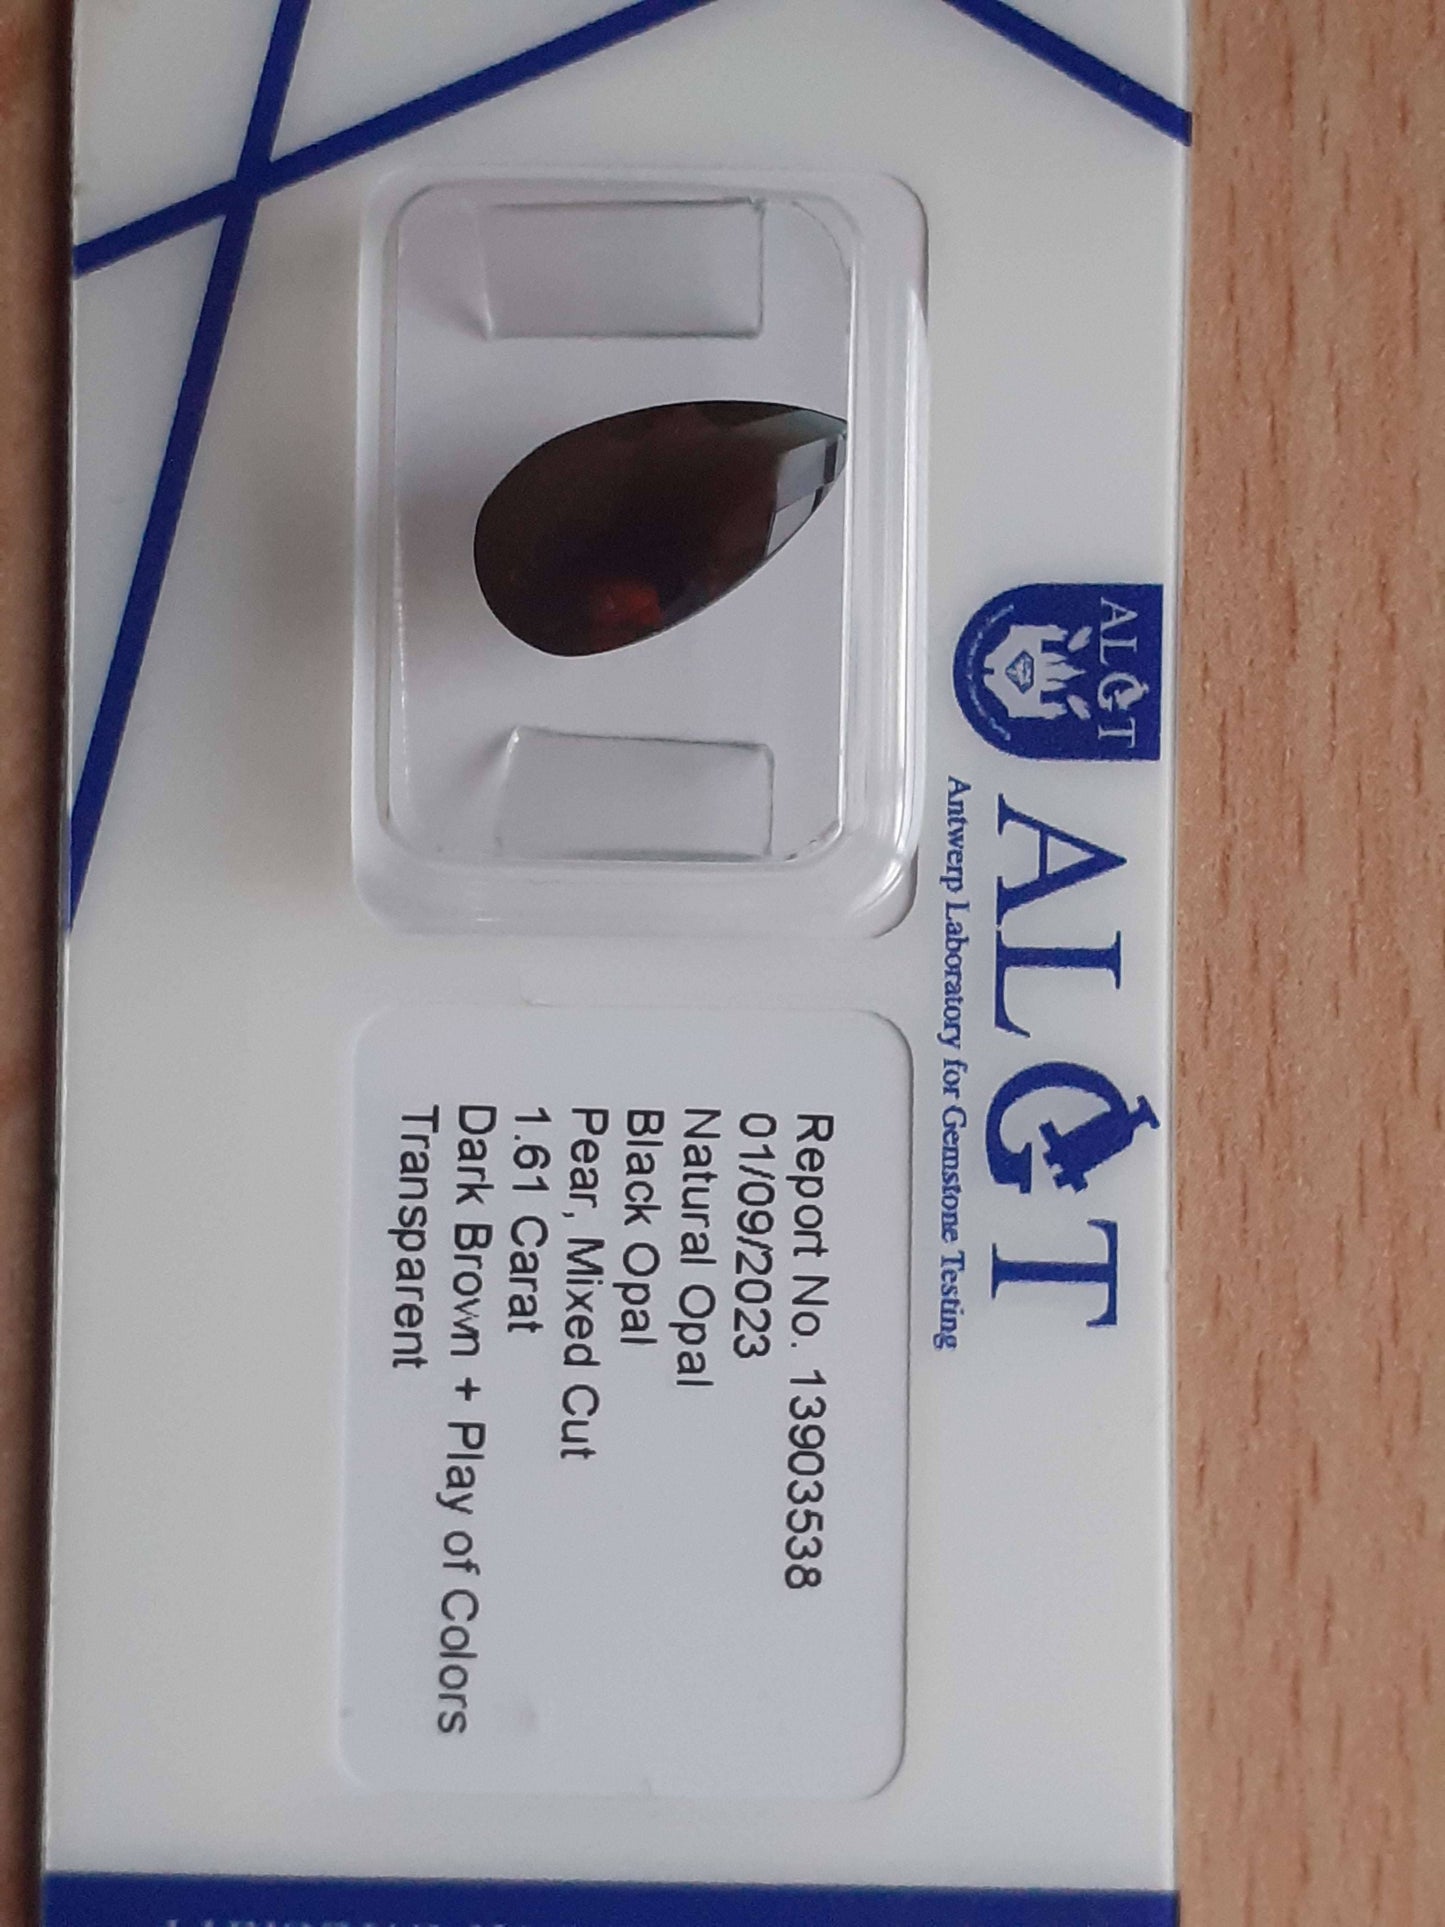 ALGT
ALGT
Antwerp Laboratory for Gemstone Testing
Report No. 13903538
01/09/2023
Natural Opal
Black Opal
Pear, Mixed Cut
1.61 Carat
Dark Brown + Play of Colors
Transparent